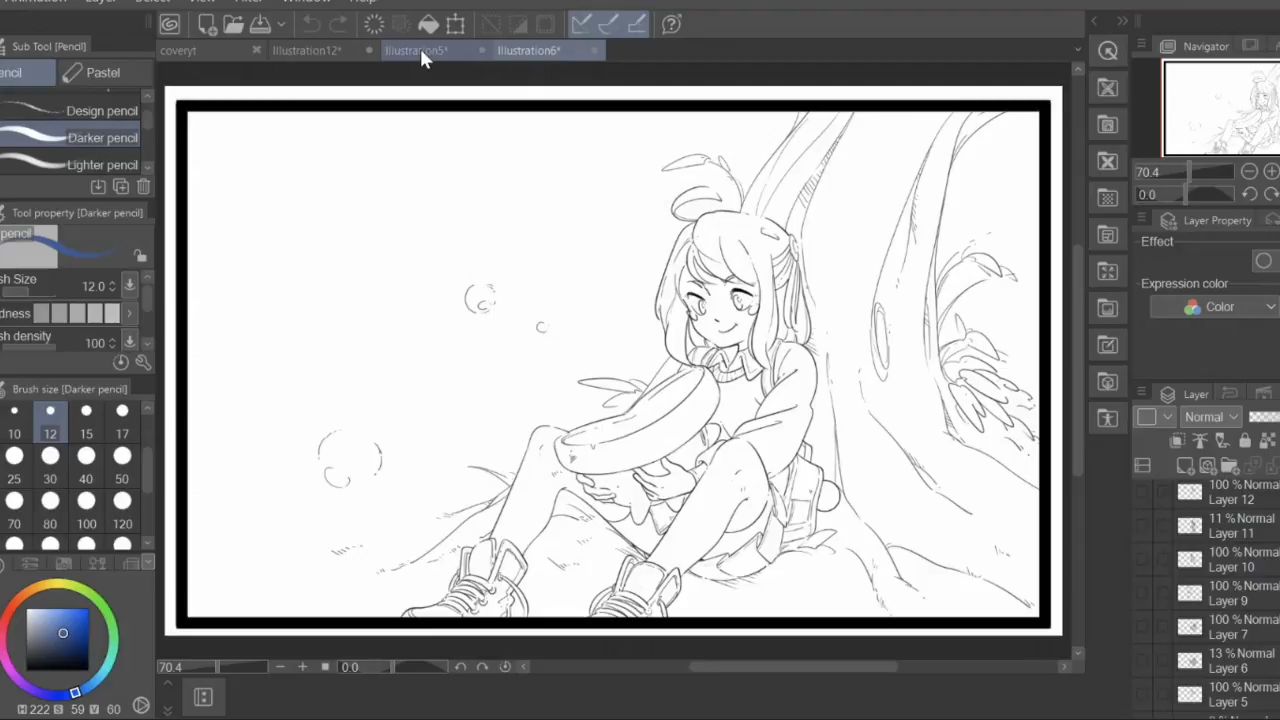 Sub Tool [Pencil]
coveryt
Illustration12*
Illustration5*
Illustration6*
Navigator
encil
Pastel
Design pencil
Darker pencil
Lighter pencil
Tool property [Darker pencil]
pencil
sh Size
12.0
dness
sh density
100
Brush size [Darker pencil]
10
12
15
17
25
30
40
50
70
80
100
120
H 222 S 59 V 60
70.4
0.0
70.4
0.0
Layer Property
Effect
Expression color
Color
Layer
Normal
100 % Normal
Layer 12
11 % Normal
Layer 11
100 % Normal
Layer 10
100 % Normal
Layer 9
100 % Normal
Layer 7
13 % Normal
Layer 6
100 % Normal
Layer 5